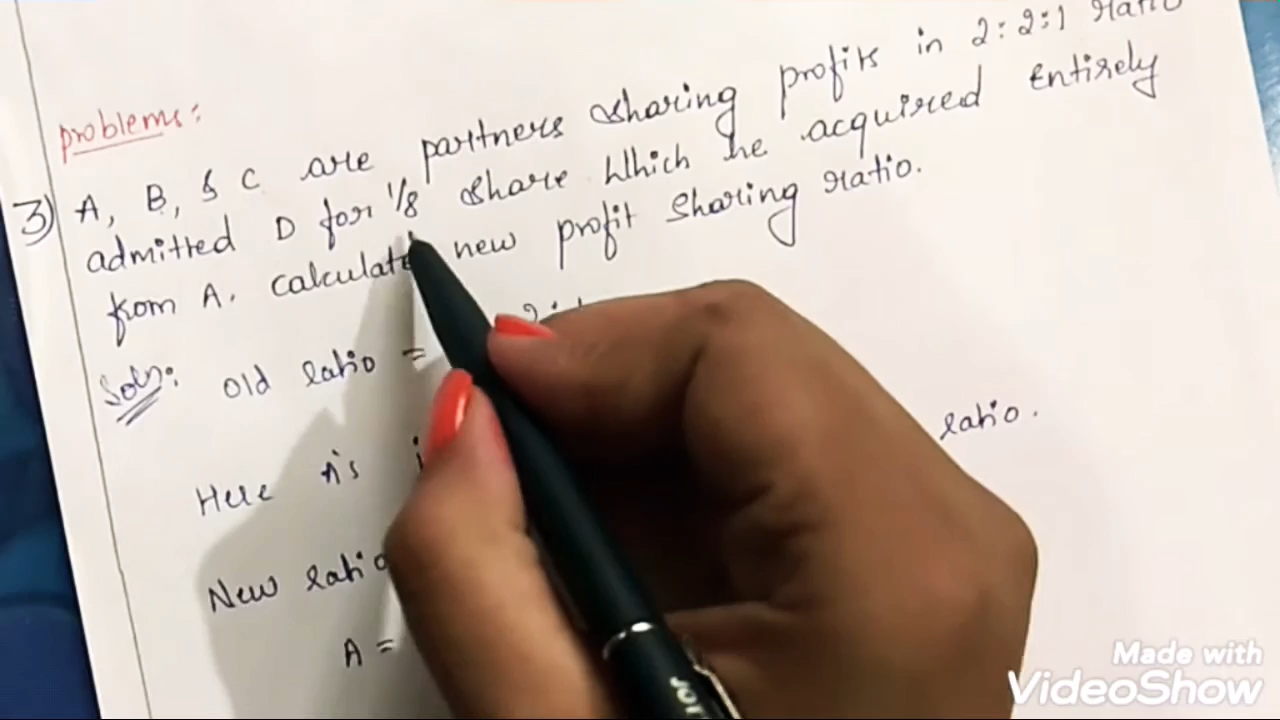 problems:
3) A, B, & C are partners sharing profits in 2:2:1 ratio
admitted D for 1/8 share which he acquired entirely
from A. calculate new profit sharing ratio.
Soln: old ratio =
Here A's ratio.
New ratio
A =
Made with
VideoShow